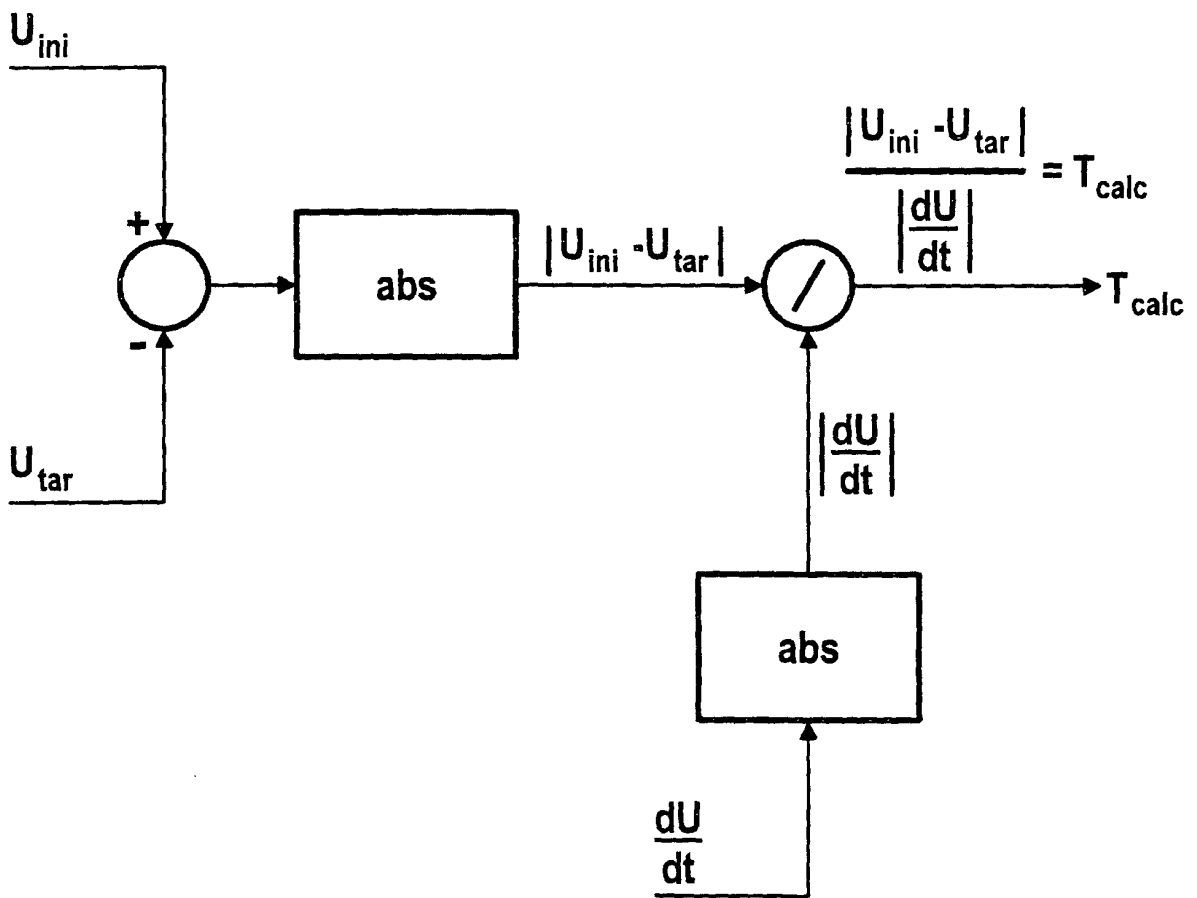 U_ini
|U_ini -U_tar|
= T_calc
|dU
dt|
+
abs
|U_ini -U_tar|
/
T_calc
-
U_tar
|dU
dt|
abs
dU
dt